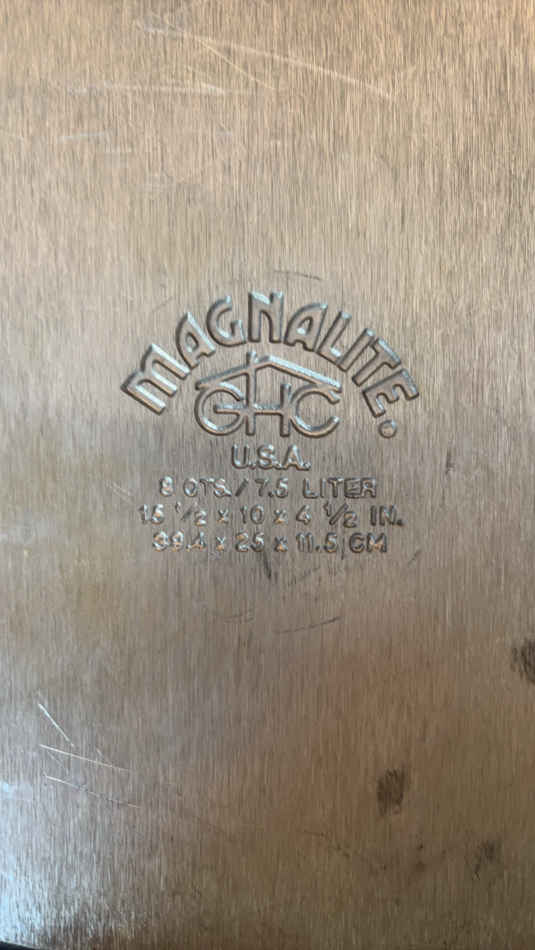 MAGNALITE
GHC
U.S.A.
8 QTS./7.5 LITER
15 1/2 x 10 x 4 1/2 IN.
39.4 x 25 x 11.5 CM